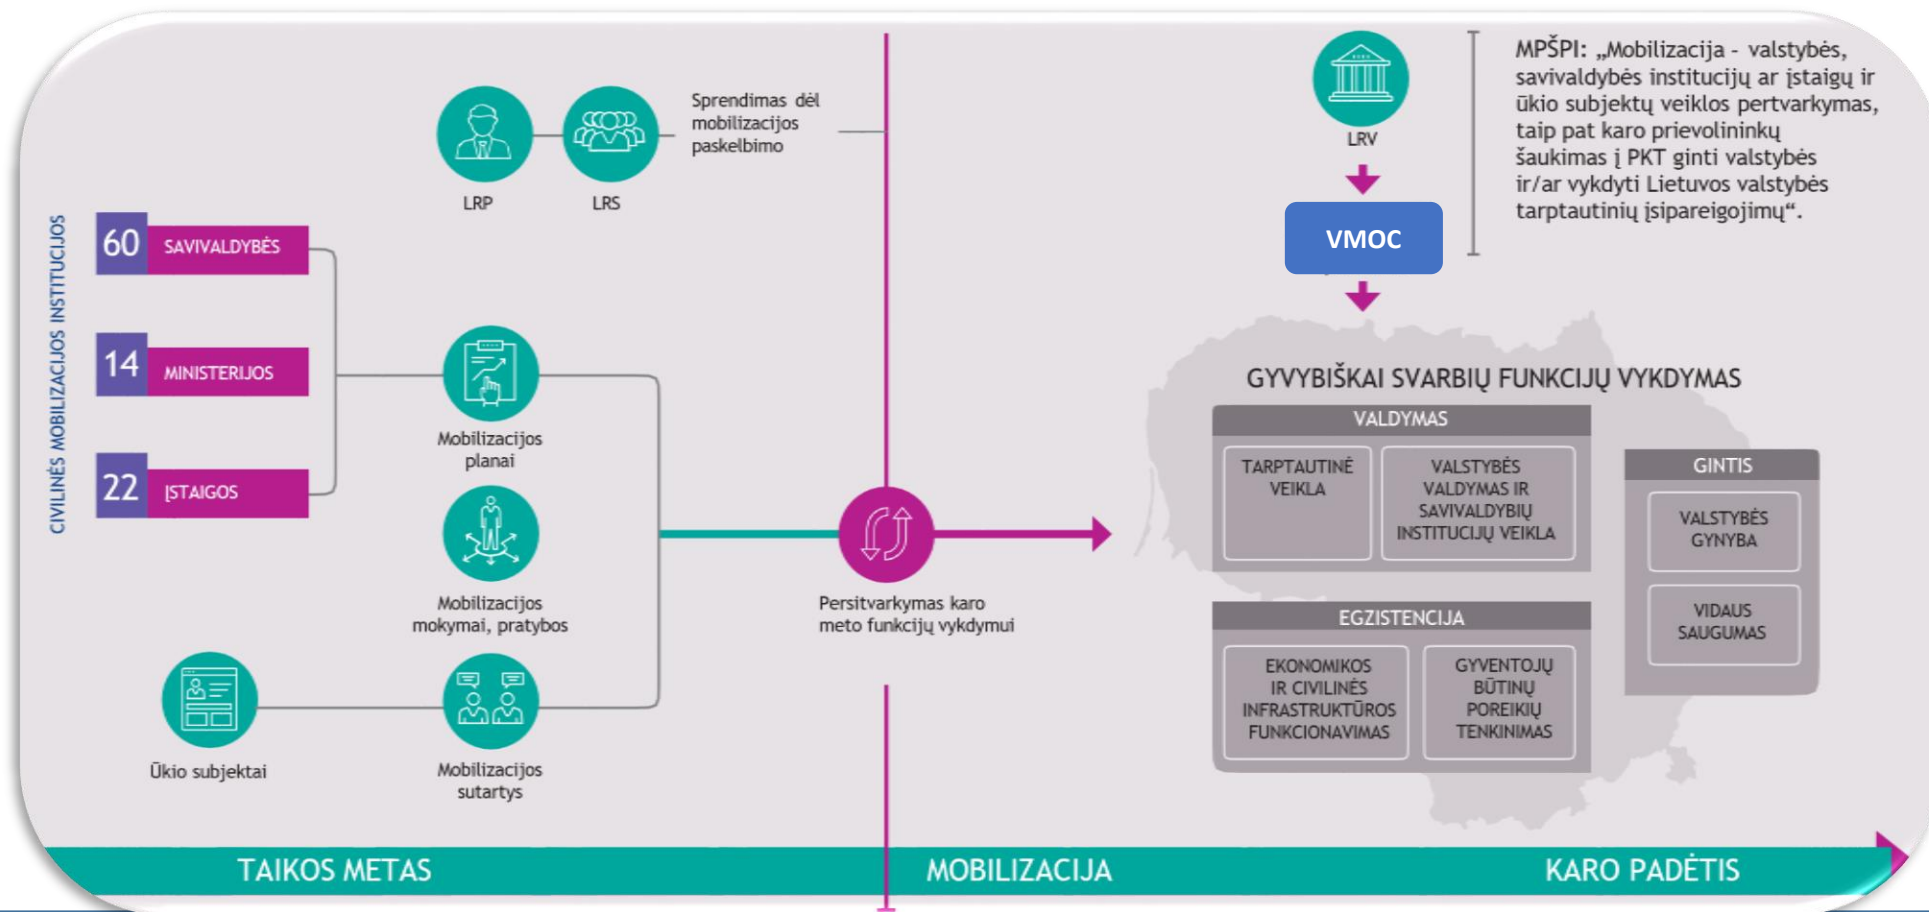 CIVILINĖS MOBILIZACIJOS INSTITUCIJOS
60
SAVIVALDYBĖS
14
MINISTERIJOS
22
ĮSTAIGOS
LRP
LRS
Sprendimas dėl
mobilizacijos
paskelbimo
Mobilizacijos
planai
Mobilizacijos
mokymai, pratybos
Ūkio subjektai
Mobilizacijos
sutartys
Persitvarkymas karo
meto funkcijų vykdymui
LRV
VMOC
MPŠPI: „Mobilizacija - valstybės,
savivaldybės institucijų ar įstaigų ir
ūkio subjektų veiklos pertvarkymas,
taip pat karo prievolininkų
šaukimas į PKT ginti valstybės
ir/ar vykdyti Lietuvos valstybės
tarptautinių įsipareigojimų“.
GYVYBIŠKAI SVARBIŲ FUNKCIJŲ VYKDYMAS
VALDYMAS
TARPTAUTINĖ
VEIKLA
VALSTYBĖS
VALDYMAS IR
SAVIVALDYBIŲ
INSTITUCIJŲ VEIKLA
GINTIS
VALSTYBĖS
GYNYBA
VIDAUS
SAUGUMAS
EGZISTENCIJA
EKONOMIKOS
IR CIVILINĖS
INFRASTRUKTŪROS
FUNKCIONAVIMAS
GYVENTOJŲ
BŪTINŲ
POREIKIŲ
TENKINIMAS
TAIKOS METAS
MOBILIZACIJA
KARO PADĖTIS